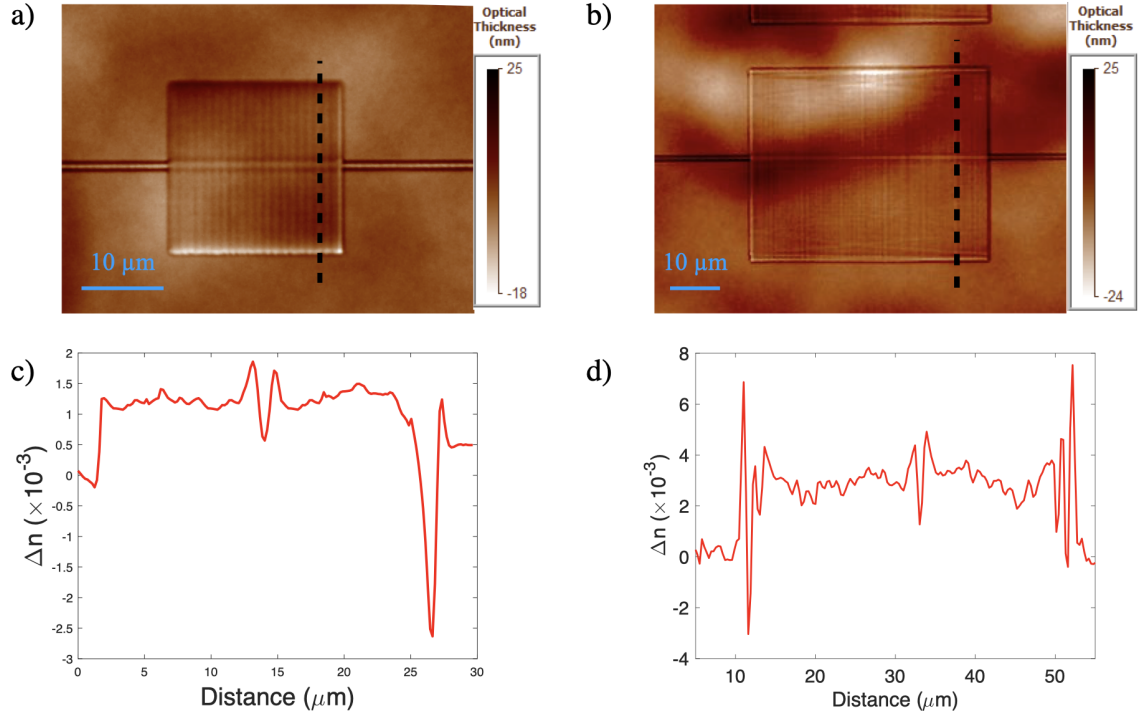 a)
Optical
Thickness
(nm)
25
-18
10 μm
b)
Optical
Thickness
(nm)
25
-24
10 μm
c)
Δn (×10⁻³)
2
1.5
1
0.5
0
-0.5
-1
-1.5
-2
-2.5
-3
0 5 10 15 20 25 30
Distance (μm)
d)
Δn (×10⁻³)
8
6
4
2
0
-2
-4
10 20 30 40 50
Distance (μm)